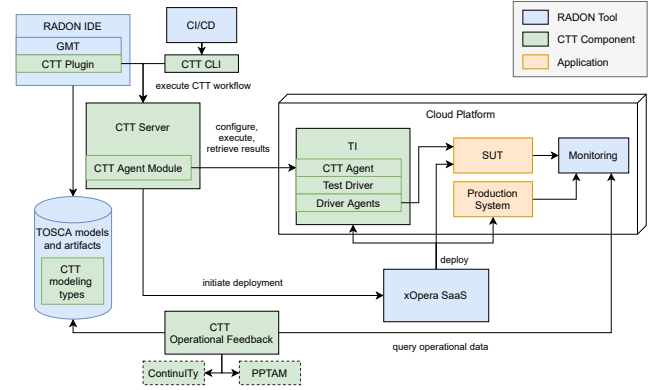 RADON IDE
GMT
CTT Plugin
CI/CD
CTT CLI
RADON Tool
CTT Component
Application
execute CTT workflow
CTT Server
CTT Agent Module
configure,
execute,
retrieve results
Cloud Platform
TI
CTT Agent
Test Driver
Driver Agents
SUT
Monitoring
Production
System
TOSCA models
and artifacts
CTT
modeling
types
initiate deployment
deploy
xOpera SaaS
CTT
Operational Feedback
query operational data
ContinuITy
PPTAM